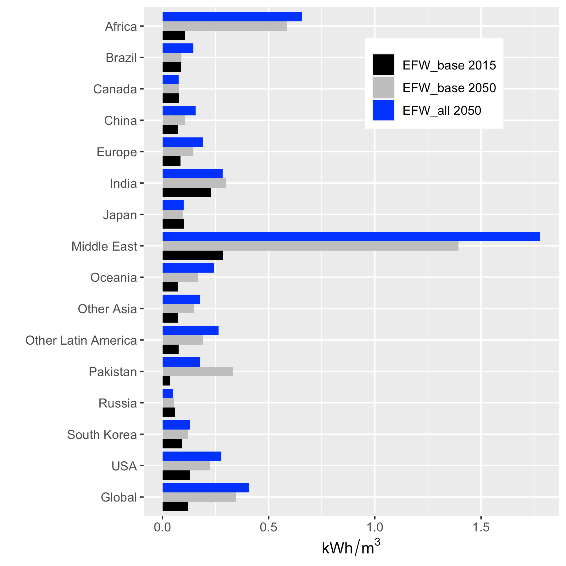 Africa
Brazil
Canada
China
Europe
India
Japan
Middle East
Oceania
Other Asia
Other Latin America
Pakistan
Russia
South Korea
USA
Global
EFW_base 2015
EFW_base 2050
EFW_all 2050
0.0 0.5 1.0 1.5
kWh/m³